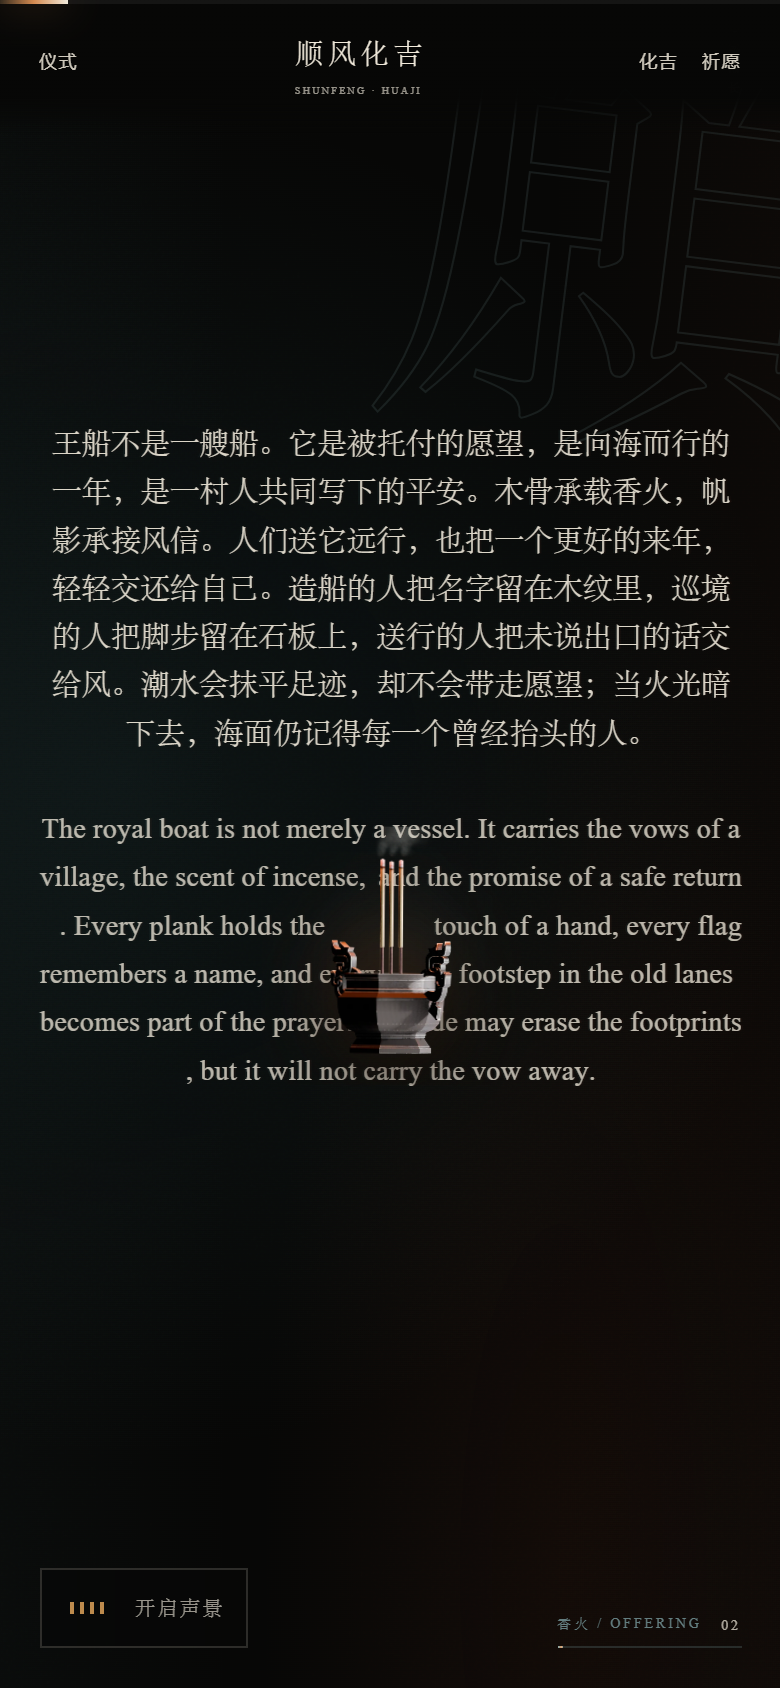 仪式
顺风化吉
SHUNFENG · HUAJI
化吉 祈愿
願
王船不是一艘船。它是被托付的愿望，是向海而行的
一年，是一村人共同写下的平安。木骨承载香火，帆
影承接风信。人们送它远行，也把一个更好的来年，
轻轻交还给自己。造船的人把名字留在木纹里，巡境
的人把脚步留在石板上，送行的人把未说出口的话交
给风。潮水会抹平足迹，却不会带走愿望；当火光暗
下去，海面仍记得每一个曾经抬头的人。
The royal boat is not merely a vessel. It carries the vows of a
village, the scent of incense, and the promise of a safe return
. Every plank holds the touch of a hand, every flag
remembers a name, and footstep in the old lanes
becomes part of the prayer may erase the footprints
, but it will not carry the vow away.
开启声景
香火 / OFFERING 02